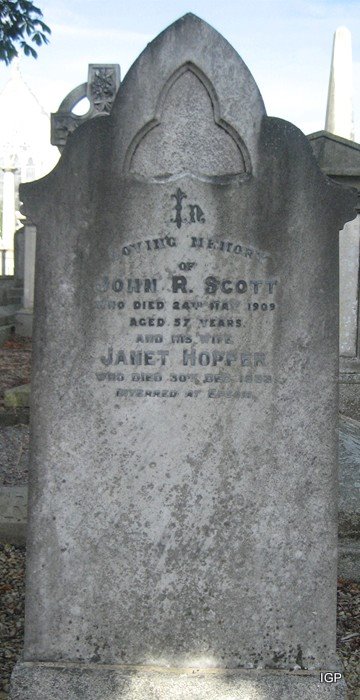 In
LOVING MEMORY
OF
JOHN R. SCOTT
WHO DIED 24TH MAY 1909
AGED 57 YEARS
AND HIS WIFE
JANET HOPPER
WHO DIED 30TH DEC.
INTERRED AT EPSOM.
IGP